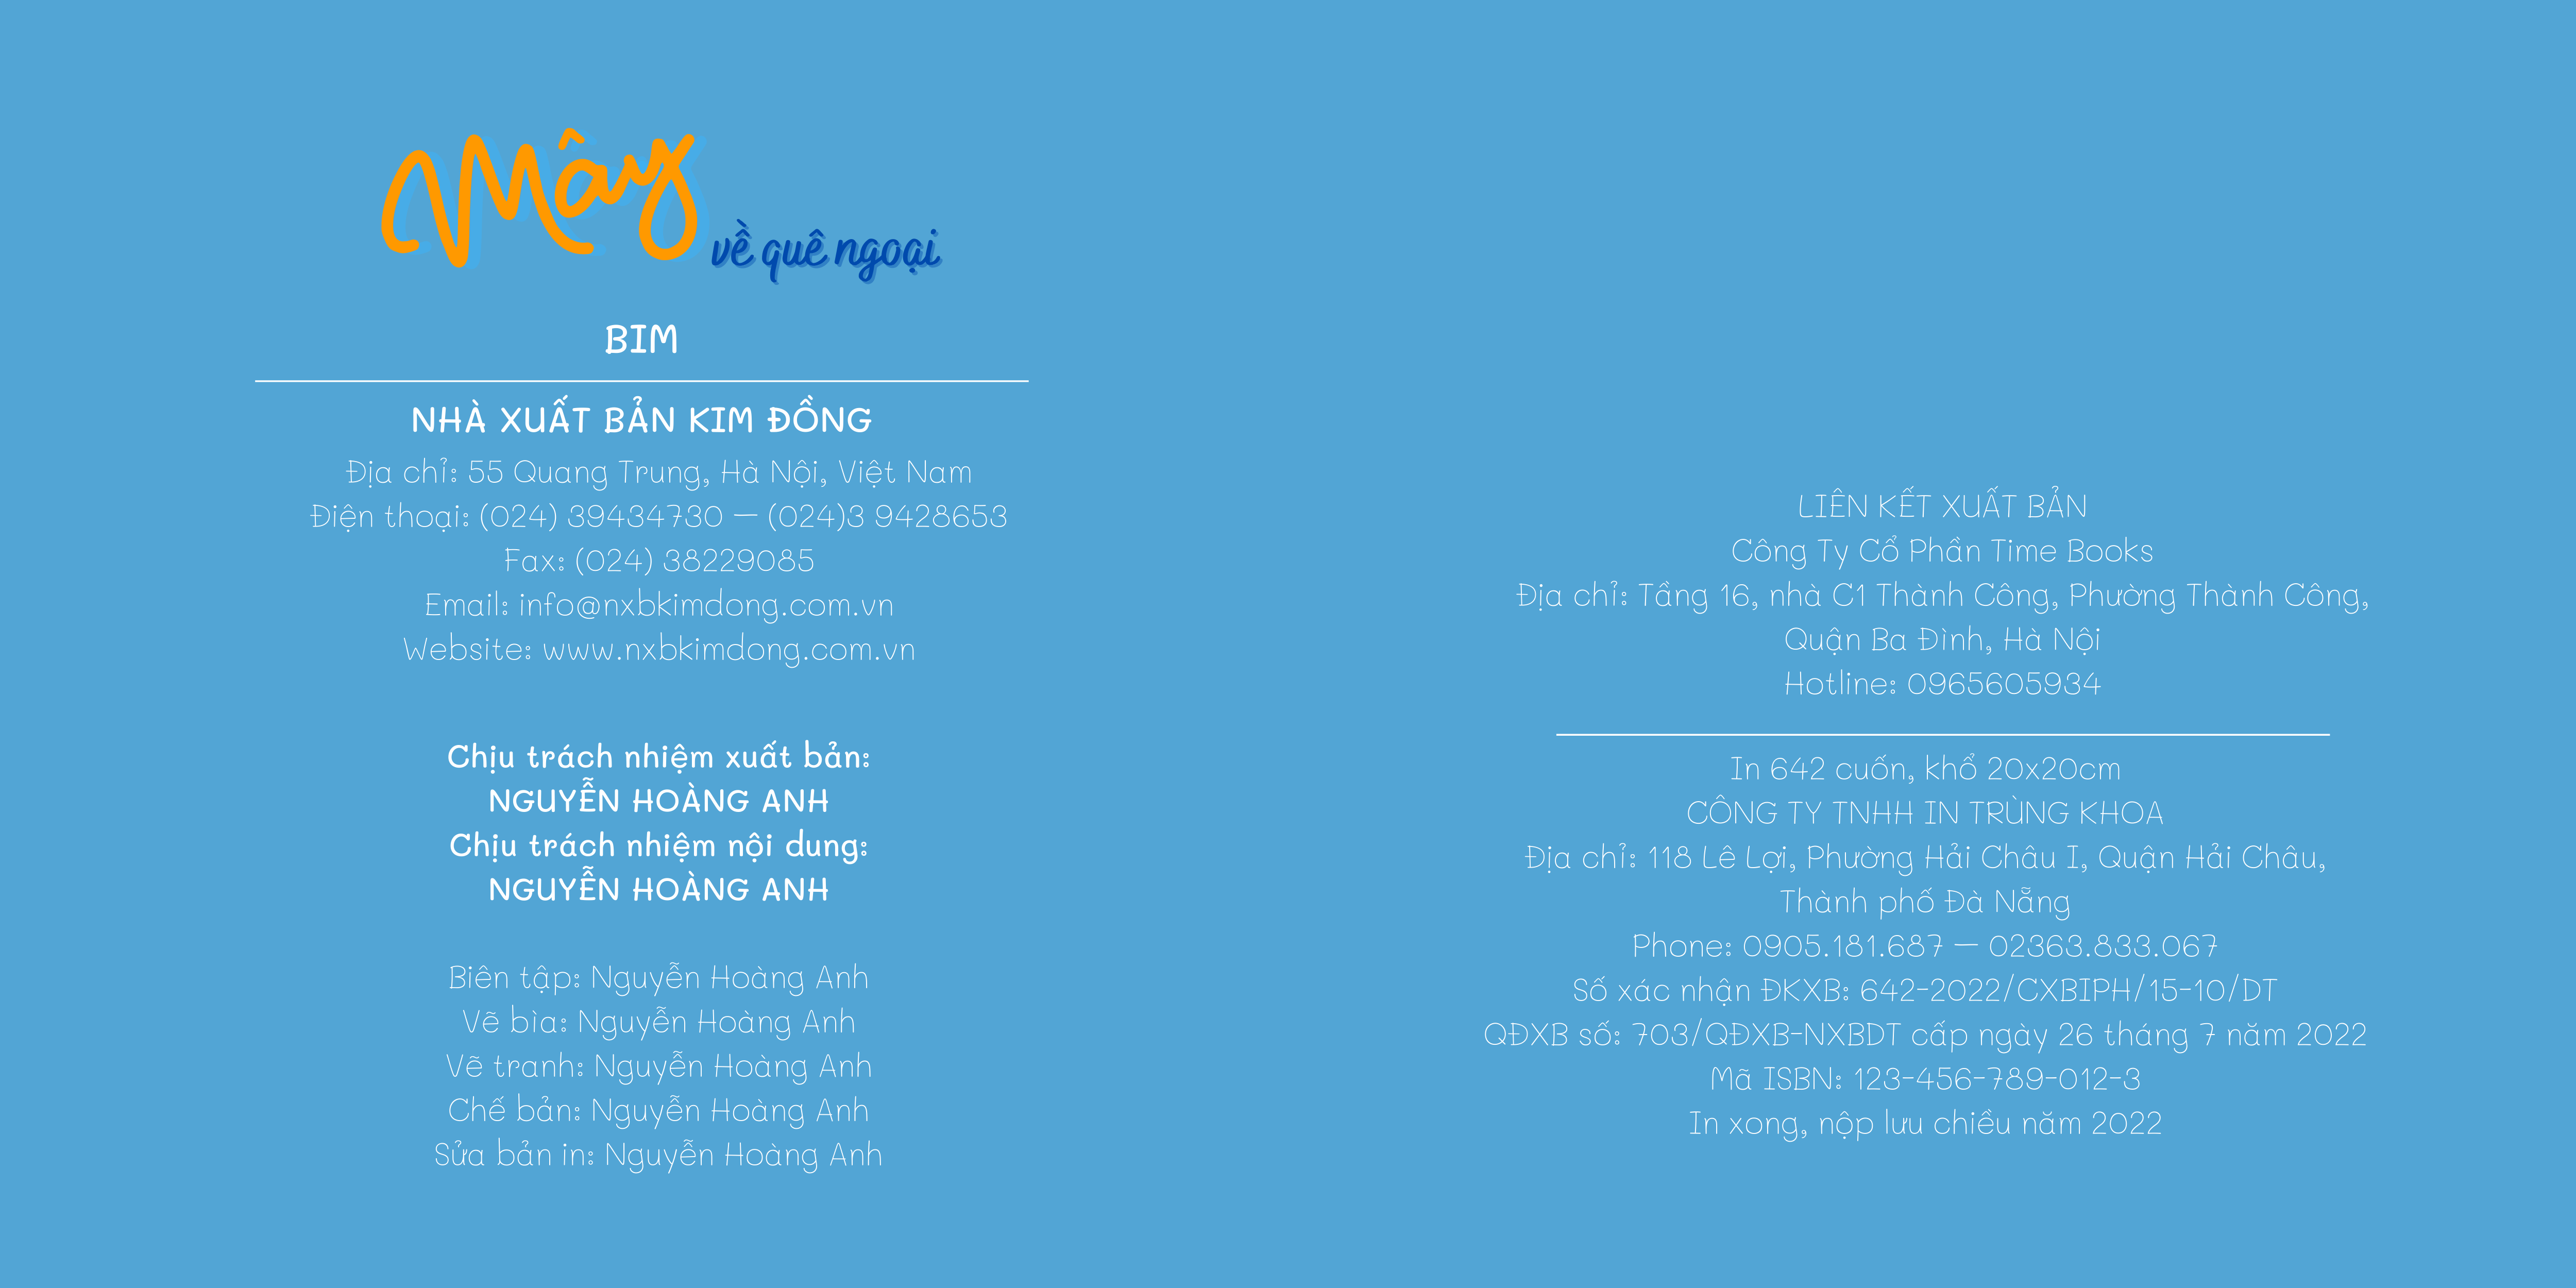 Mây
về quê ngoại
BIM
NHÀ XUẤT BẢN KIM ĐỒNG
Địa chỉ: 55 Quang Trung, Hà Nội, Việt Nam
Điện thoại: (024) 39434730 – (024)3 9428653
Fax: (024) 38229085
Email: info@nxbkimdong.com.vn
Website: www.nxbkimdong.com.vn
Chịu trách nhiệm xuất bản:
NGUYỄN HOÀNG ANH
Chịu trách nhiệm nội dung:
NGUYỄN HOÀNG ANH
Biên tập: Nguyễn Hoàng Anh
Vẽ bìa: Nguyễn Hoàng Anh
Vẽ tranh: Nguyễn Hoàng Anh
Chế bản: Nguyễn Hoàng Anh
Sửa bản in: Nguyễn Hoàng Anh
LIÊN KẾT XUẤT BẢN
Công Ty Cổ Phần Time Books
Địa chỉ: Tầng 16, nhà C1 Thành Công, Phường Thành Công,
Quận Ba Đình, Hà Nội
Hotline: 0965605934
In 642 cuốn, khổ 20x20cm
CÔNG TY TNHH IN TRÙNG KHOA
Địa chỉ: 118 Lê Lợi, Phường Hải Châu I, Quận Hải Châu,
Thành phố Đà Nẵng
Phone: 0905.181.687 – 02363.833.067
Số xác nhận ĐKXB: 642-2022/CXBIPH/15-10/DT
QĐXB số: 703/QĐXB-NXBDT cấp ngày 26 tháng 7 năm 2022
Mã ISBN: 123-456-789-012-3
In xong, nộp lưu chiều năm 2022